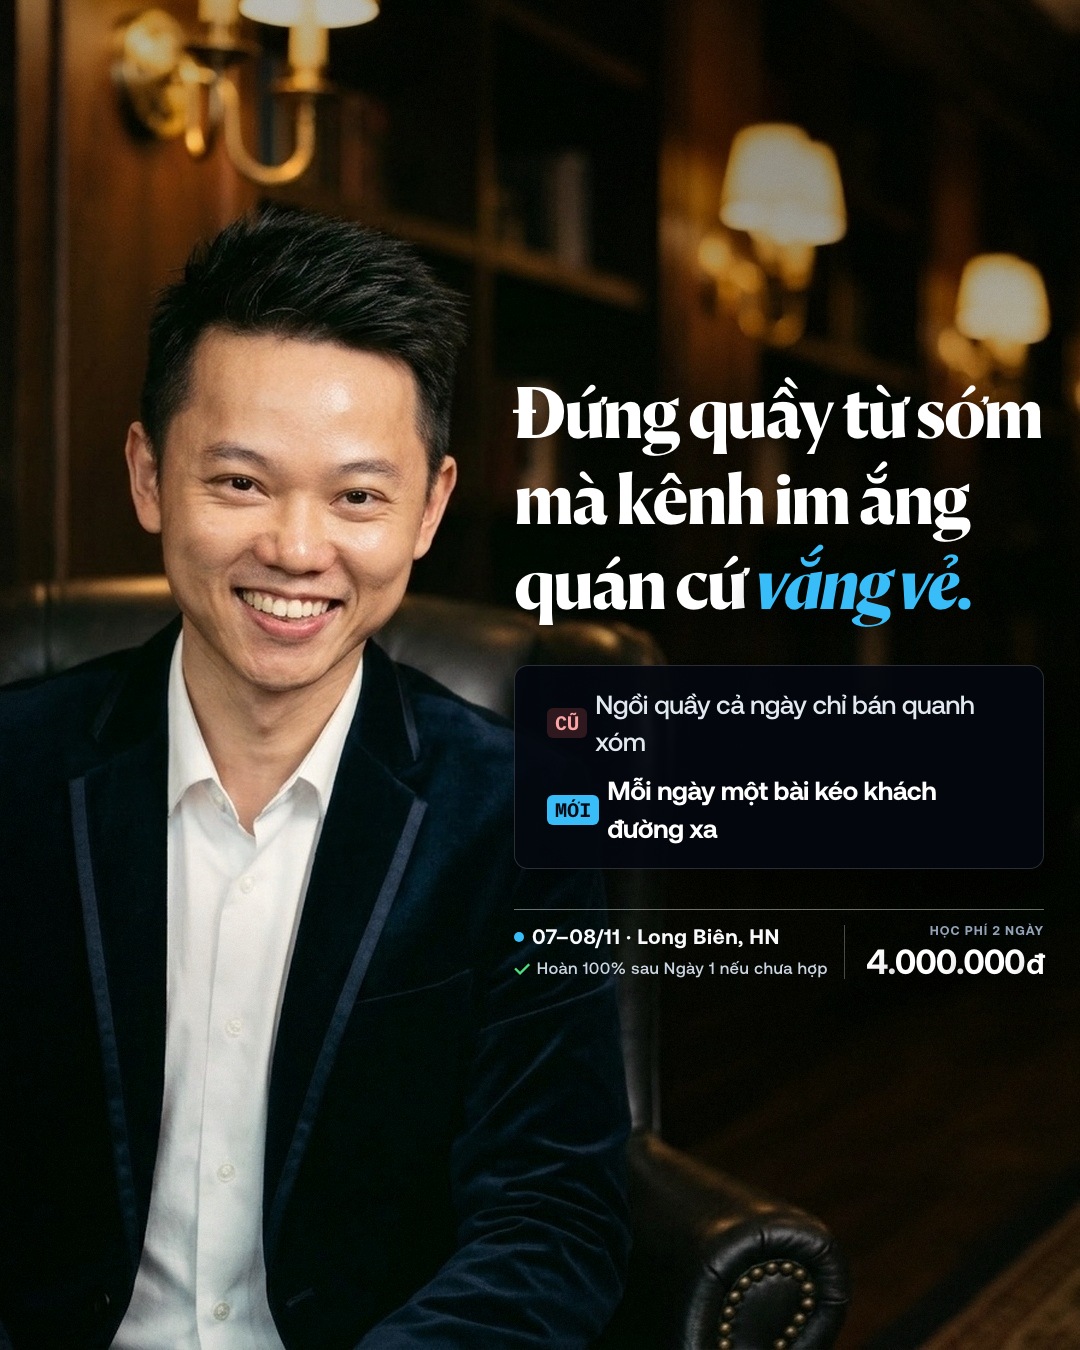 Đứng quầy từ sớm
mà kênh im ắng
quán cứ vắng vẻ.
CŨ Ngồi quầy cả ngày chỉ bán quanh
xóm
MỚI Mỗi ngày một bài kéo khách
đường xa
07–08/11 · Long Biên, HN
Hoàn 100% sau Ngày 1 nếu chưa hợp
HỌC PHÍ 2 NGÀY
4.000.000đ